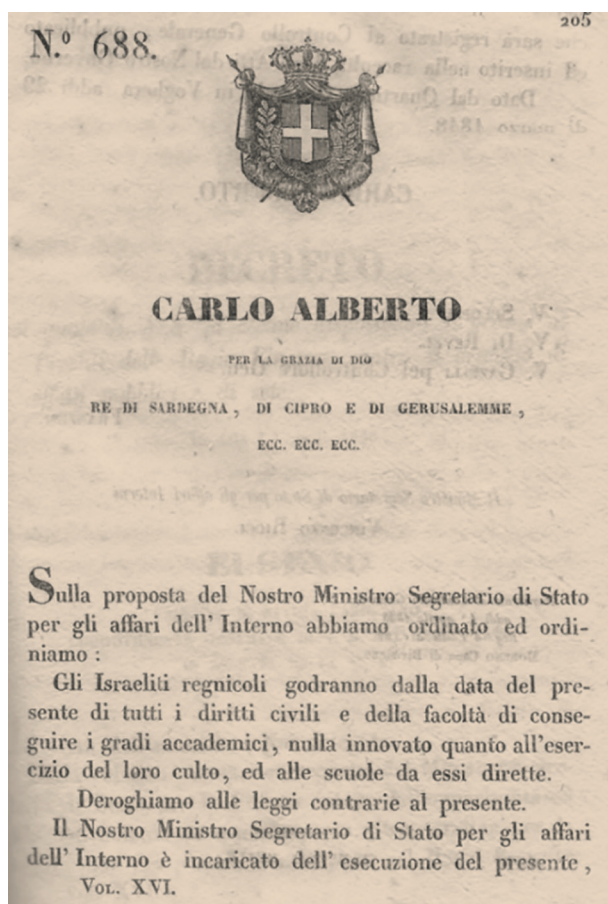 205
N.º 688.
CARLO ALBERTO
PER LA GRAZIA DI DIO
RE DI SARDEGNA, DI CIPRO E DI GERUSALEMME,
ECC. ECC. ECC.
Sulla proposta del Nostro Ministro Segretario di Stato
per gli affari dell' Interno abbiamo ordinato ed ordi-
niamo :
Gli Israeliti regnicoli godranno dalla data del pre-
sente di tutti i diritti civili e della facoltà di conse-
guire i gradi accademici, nulla innovato quanto all'eser-
cizio del loro culto, ed alle scuole da essi dirette.
Deroghiamo alle leggi contrarie al presente.
Il Nostro Ministro Segretario di Stato per gli affari
dell' Interno è incaricato dell' esecuzione del presente ,
VOL. XVI.